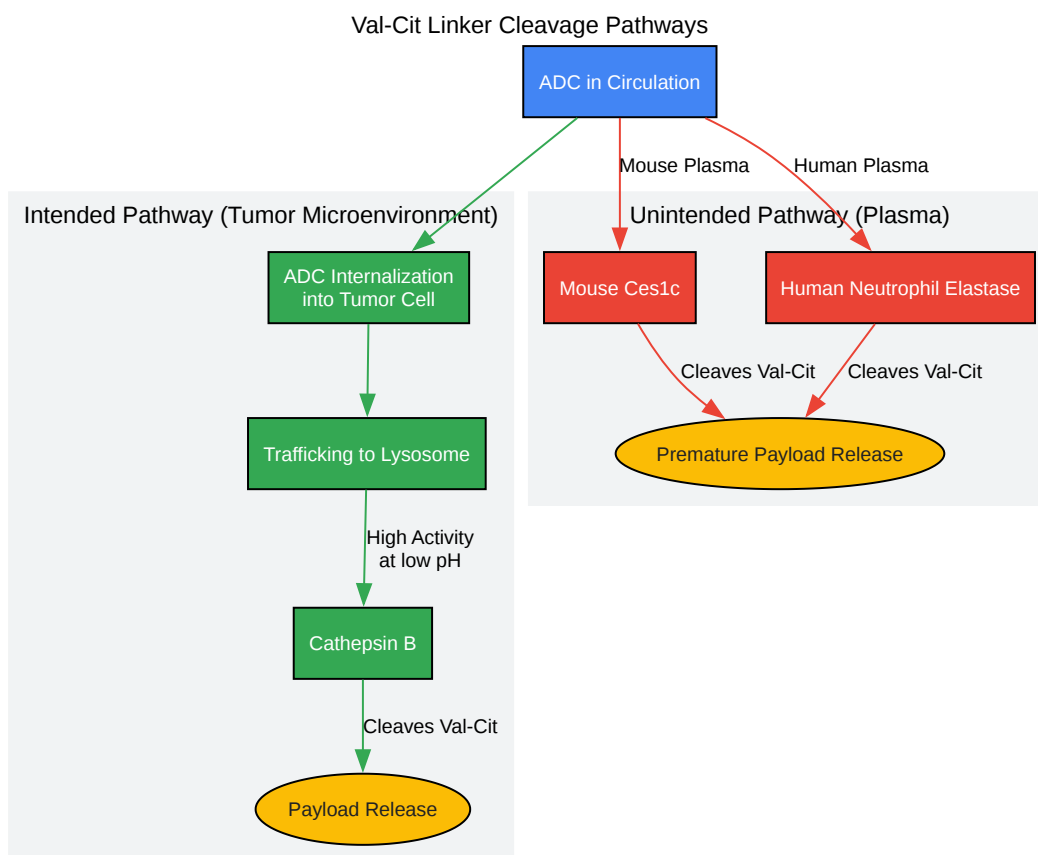 Val-Cit Linker Cleavage Pathways
ADC in Circulation
Mouse Plasma
Human Plasma
Intended Pathway (Tumor Microenvironment)
Unintended Pathway (Plasma)
ADC Internalization
into Tumor Cell
Mouse Ces1c
Human Neutrophil Elastase
Cleaves Val-Cit
Cleaves Val-Cit
Trafficking to Lysosome
Premature Payload Release
High Activity
at low pH
Cathepsin B
Cleaves Val-Cit
Payload Release